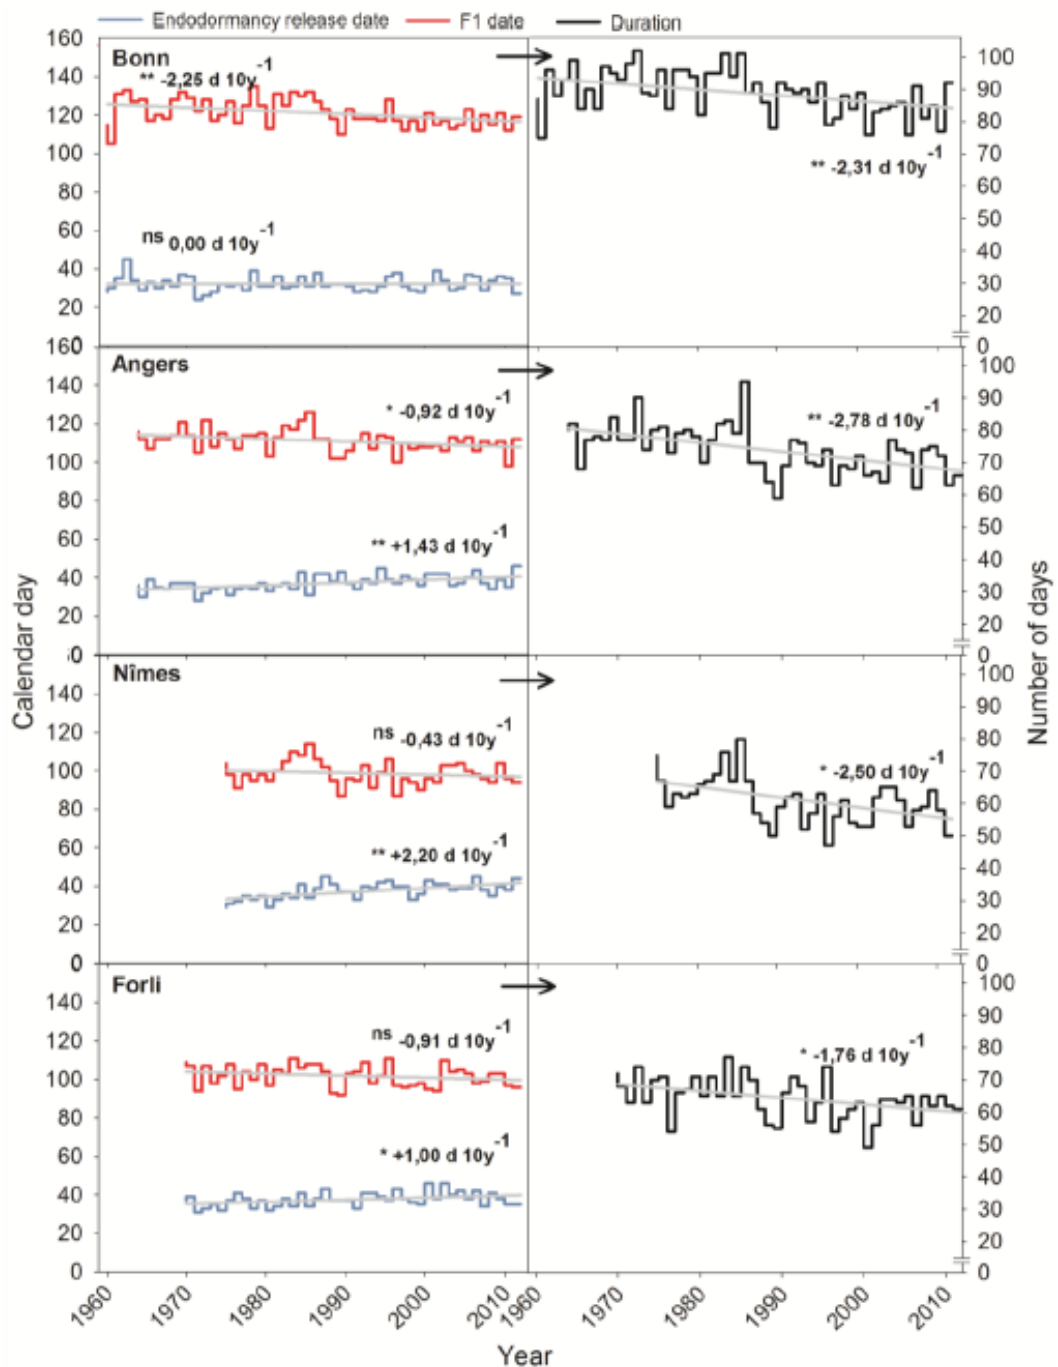 Endodormancy release date F1 date Duration
160 Bonn 100
140 ** -2,25 d 10y-1 90
120 80
100 ** -2,31 d 10y-1 70
80 60
60 ns 0,00 d 10y-1 50
40 40
30
20 20
0 0
160 Angers 100
140 * -0,92 d 10y-1 90
120 ** -2,78 d 10y-1 80
100 70
80 60
60 ** +1,43 d 10y-1 50
40 40
30
20 20
0 0
Nîmes 100
140 90
120 ns -0,43 d 10y-1 80
100 * -2,50 d 10y-1 70
80 60
60 ** +2,20 d 10y-1 50
40 40
30
20 20
0 0
Forli 100
140 90
120 ns -0,91 d 10y-1 80
100 * -1,76 d 10y-1 70
80 60
60 * +1,00 d 10y-1 50
40 40
30
20 20
0 0
1960 1970 1980 1990 2000 2010 1960 1970 1980 1990 2000 2010
Year
Calendar day
Number of days